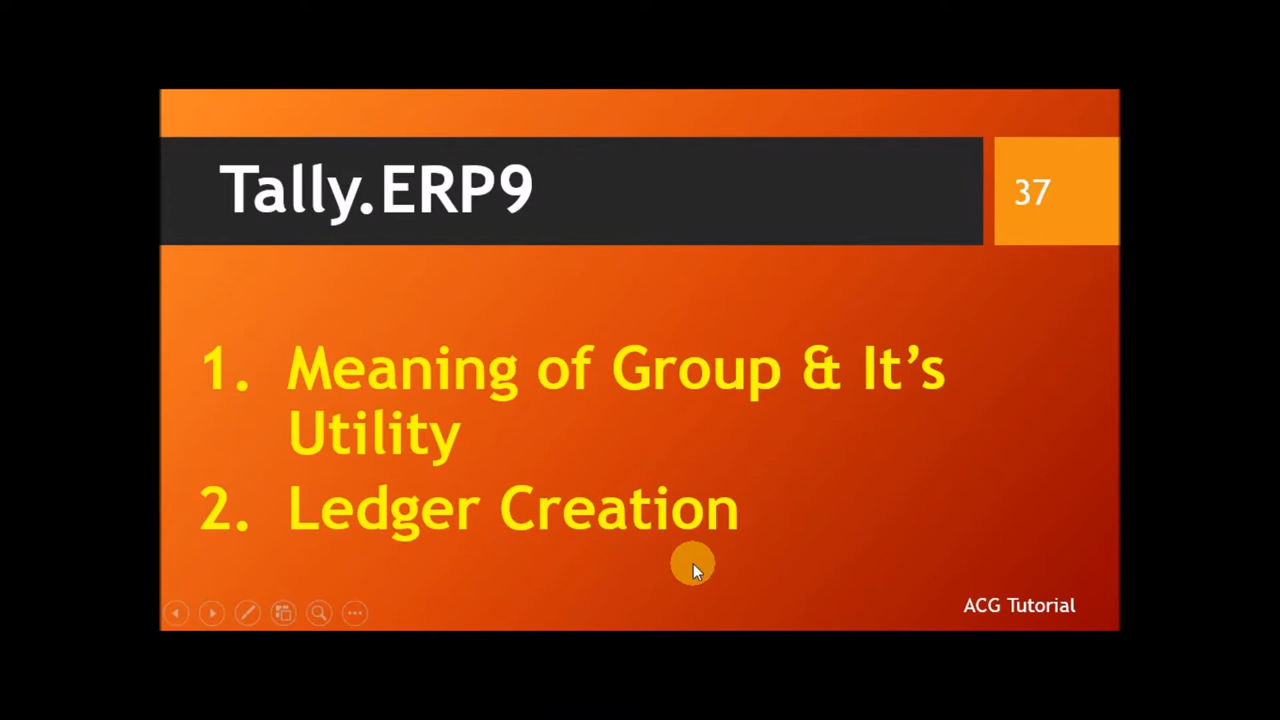 Tally.ERP9
37
1. Meaning of Group & It’s
Utility
2. Ledger Creation
ACG Tutorial